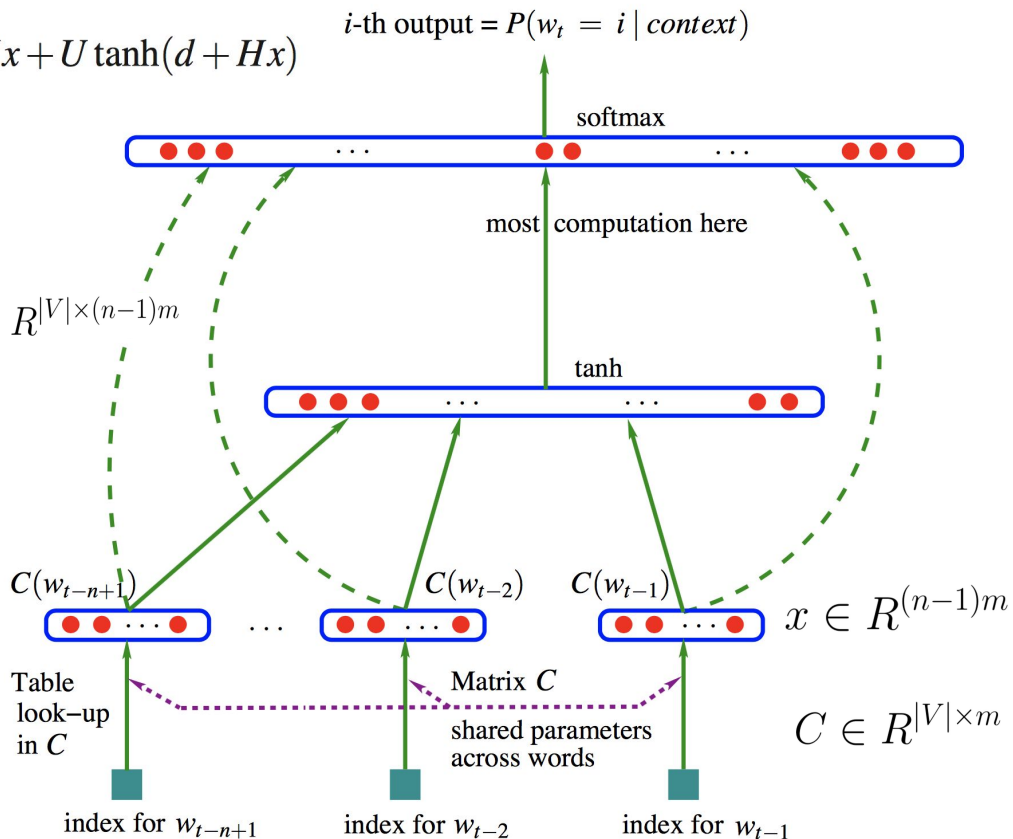 i-th output = P(w_t = i | context)
x + U tanh(d + Hx)
softmax
...
...
most computation here
R^{|V|×(n−1)m}
tanh
...
...
C(w_{t−n+1})
C(w_{t−2})
C(w_{t−1})
...
...
...
...
x ∈ R^{(n−1)m}
Table
look−up
in C
Matrix C
shared parameters
across words
C ∈ R^{|V|×m}
index for w_{t−n+1}
index for w_{t−2}
index for w_{t−1}